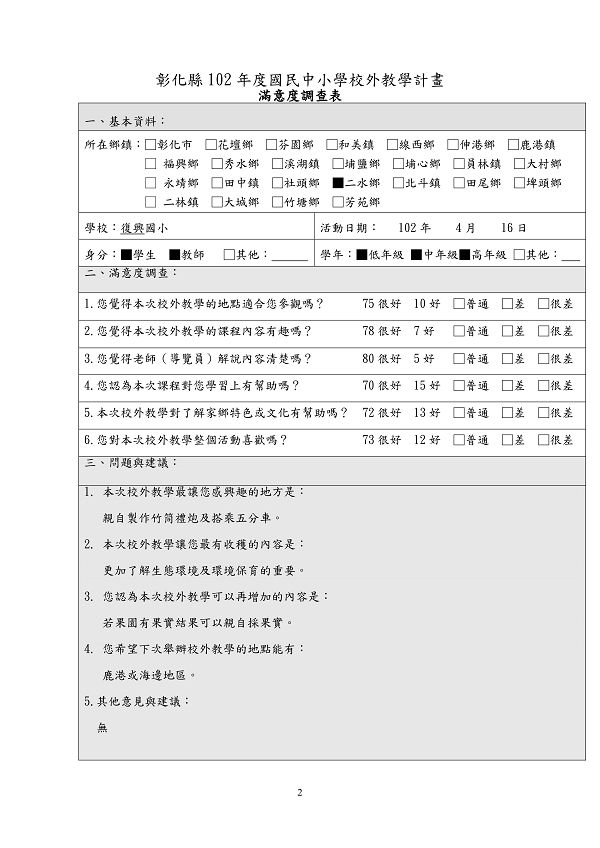 彰化縣 102 年度國民中小學校外教學計畫
滿意度調查表
一、基本資料：
所在鄉鎮：□彰化市 □花壇鄉 □芬園鄉 □和美鎮 □線西鄉 □伸港鄉 □鹿港鎮
□ 福興鄉 □秀水鄉 □溪湖鎮 □埔鹽鄉 □埔心鄉 □員林鎮 □大村鄉
□ 永靖鄉 □田中鎮 □社頭鄉 ■二水鄉 □北斗鎮 □田尾鄉 □埤頭鄉
□ 二林鎮 □大城鄉 □竹塘鄉 □芳苑鄉
學校：復興國小 活動日期： 102 年 4 月 16 日
身分：■學生 ■教師 □其他：______ 學年：■低年級 ■中年級■高年級 □其他：___
二、滿意度調查：
1.您覺得本次校外教學的地點適合您參觀嗎？ 75 很好 10 好 □普通 □差 □很差
2.您覺得本次校外教學的課程內容有趣嗎？ 78 很好 7 好 □普通 □差 □很差
3.您覺得老師（導覽員）解說內容清楚嗎？ 80 很好 5 好 □普通 □差 □很差
4.您認為本次課程對您學習上有幫助嗎？ 70 很好 15 好 □普通 □差 □很差
5.本次校外教學對了解家鄉特色或文化有幫助嗎？ 72 很好 13 好 □普通 □差 □很差
6.您對本次校外教學整個活動喜歡嗎？ 73 很好 12 好 □普通 □差 □很差
三、問題與建議：
1. 本次校外教學最讓您感興趣的地方是：
親自製作竹筒禮炮及搭乘五分車。
2. 本次校外教學讓您最有收穫的內容是：
更加了解生態環境及環境保育的重要。
3. 您認為本次校外教學可以再增加的內容是：
若果園有果實結果可以親自採果實。
4. 您希望下次舉辦校外教學的地點能有：
鹿港或海邊地區。
5.其他意見與建議：
無
2